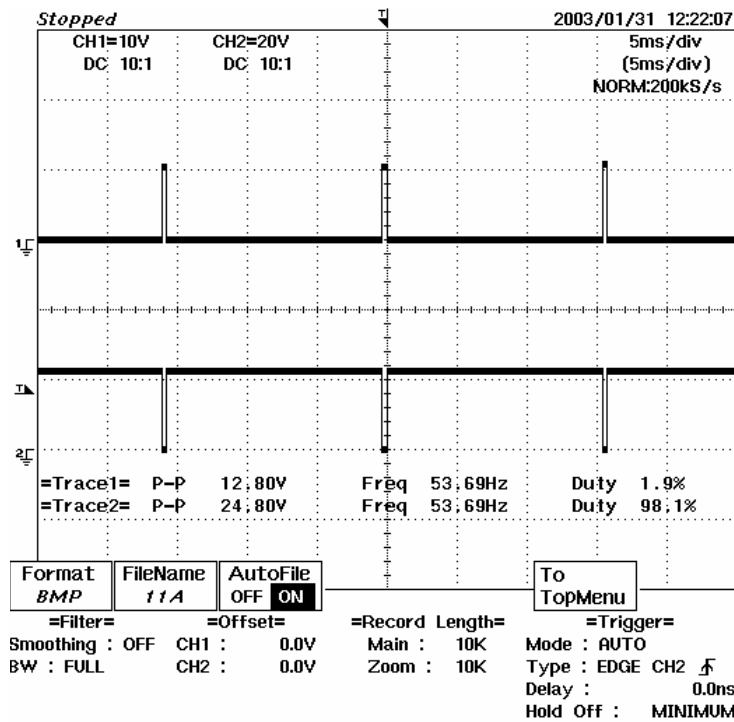 Stopped 2003/01/31 12:22:07
CH1=10V CH2=20V 5ms/div
DC 10:1 DC 10:1 (5ms/div)
NORM:200kS/s
=Trace1= P-P 12.80V Freq 53.69Hz Duty 1.9%
=Trace2= P-P 24.80V Freq 53.69Hz Duty 98.1%
Format FileName AutoFile To
BMP 11A OFF ON TopMenu
=Filter= =Offset= =Record Length= =Trigger=
Smoothing : OFF CH1 : 0.0V Main : 10K Mode : AUTO
BW : FULL CH2 : 0.0V Zoom : 10K Type : EDGE CH2
Delay : 0.0ns
Hold Off : MINIMUM